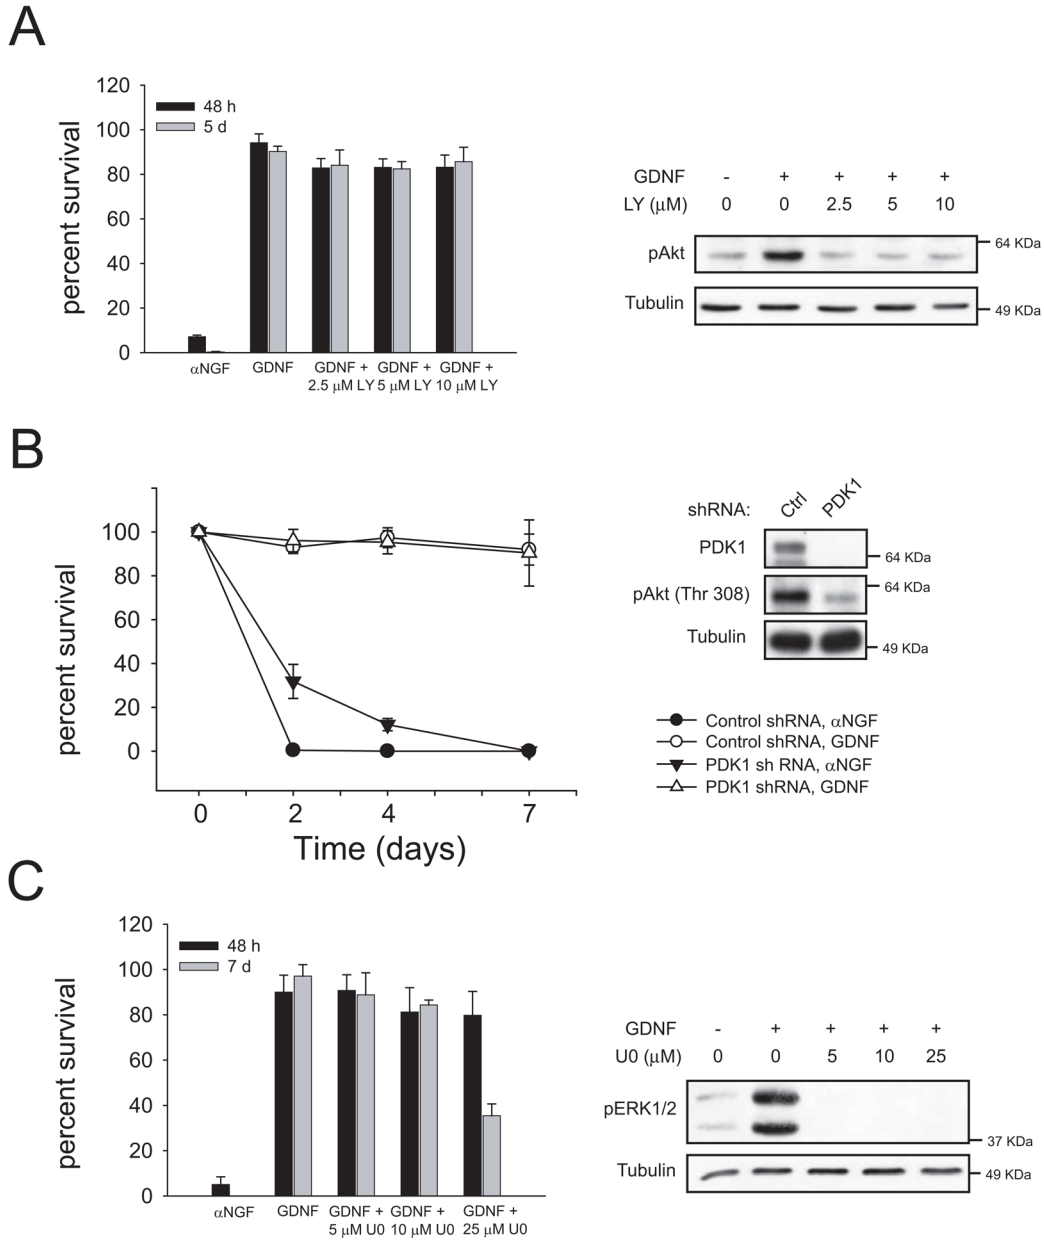 A
percent survival
120
100
80
60
40
20
0
48 h
5 d
αNGF
GDNF
GDNF +
2.5 μM LY
GDNF +
5 μM LY
GDNF +
10 μM LY
GDNF - + + + +
LY (μM) 0 0 2.5 5 10
pAkt
64 KDa
Tubulin
49 KDa
B
percent survival
100
80
60
40
20
0
0 2 4 7
Time (days)
shRNA: Ctrl PDK1
PDK1
64 KDa
pAkt (Thr 308)
64 KDa
Tubulin
49 KDa
Control shRNA, αNGF
Control shRNA, GDNF
PDK1 sh RNA, αNGF
PDK1 shRNA, GDNF
C
percent survival
120
100
80
60
40
20
0
48 h
7 d
αNGF
GDNF
GDNF +
5 μM U0
GDNF +
10 μM U0
GDNF +
25 μM U0
GDNF - + + + +
U0 (μM) 0 0 5 10 25
pERK1/2
37 KDa
Tubulin
49 KDa